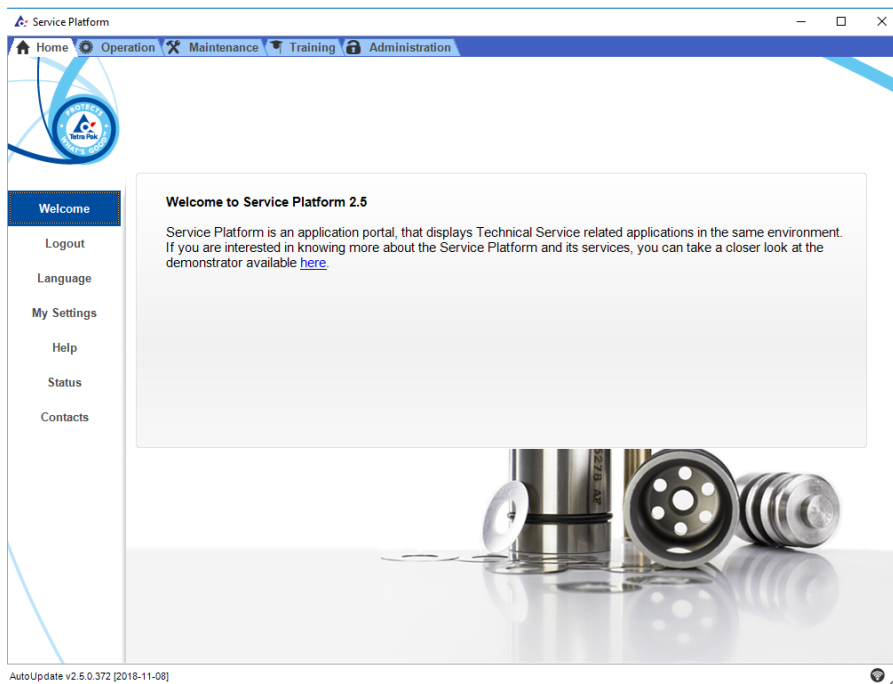 Service Platform
Home Operation Maintenance Training Administration
PROTECTS
Tetra Pak
WHAT'S GOOD
Welcome
Logout
Language
My Settings
Help
Status
Contacts
Welcome to Service Platform 2.5
Service Platform is an application portal, that displays Technical Service related applications in the same environment.
If you are interested in knowing more about the Service Platform and its services, you can take a closer look at the
demonstrator available here.
5278 AF
AutoUpdate v2.5.0.372 [2018-11-08]